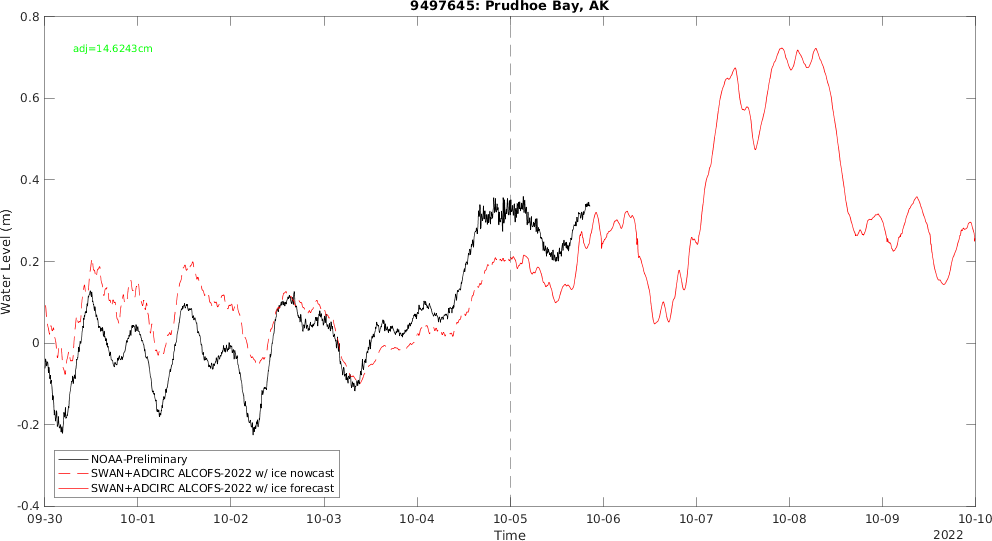 9497645: Prudhoe Bay, AK
adj=14.6243cm
0.8
0.6
0.4
0.2
0
-0.2
-0.4
Water Level (m)
NOAA-Preliminary
SWAN+ADCIRC ALCOFS-2022 w/ ice nowcast
SWAN+ADCIRC ALCOFS-2022 w/ ice forecast
09-30 10-01 10-02 10-03 10-04 10-05 10-06 10-07 10-08 10-09 10-10
Time
2022